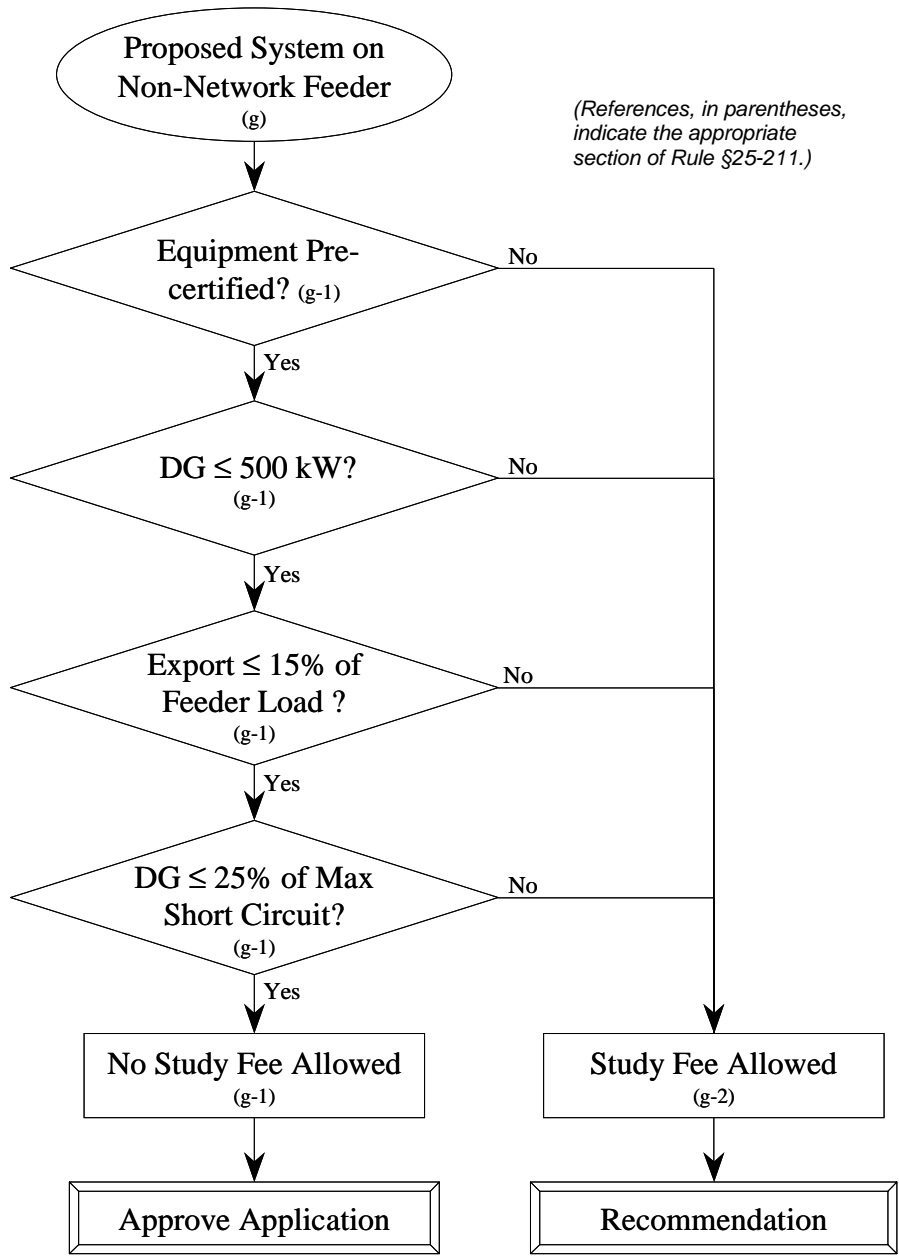 Proposed System on
Non-Network Feeder
(g)
(References, in parentheses,
indicate the appropriate
section of Rule §25-211.)
Equipment Pre-
certified? (g-1)
No
Yes
DG ≤ 500 kW?
(g-1)
No
Yes
Export ≤ 15% of
Feeder Load ?
(g-1)
No
Yes
DG ≤ 25% of Max
Short Circuit?
(g-1)
No
Yes
No Study Fee Allowed
(g-1)
Study Fee Allowed
(g-2)
Approve Application
Recommendation